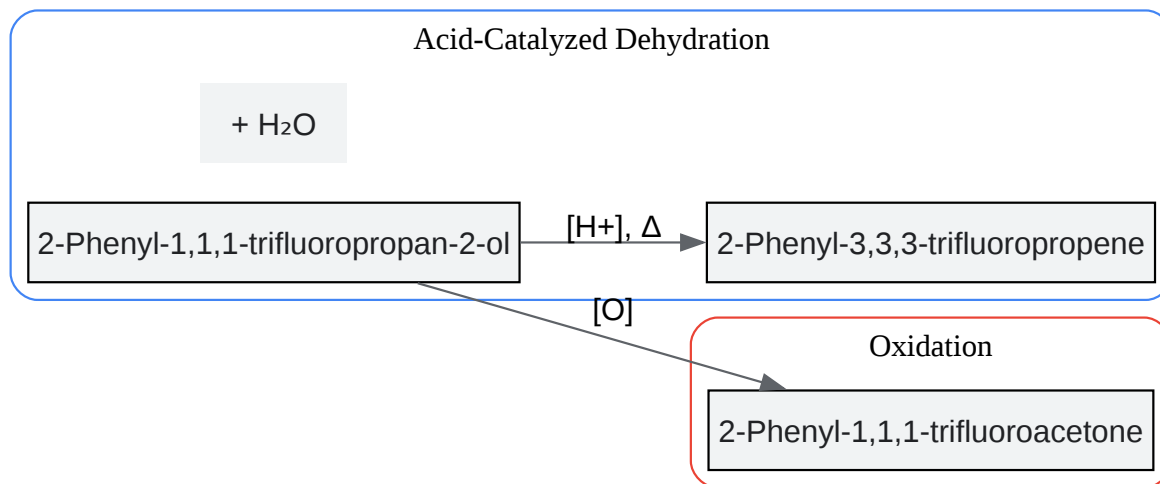 Acid-Catalyzed Dehydration
+ H₂O
2-Phenyl-1,1,1-trifluoropropan-2-ol
[H+], Δ
2-Phenyl-3,3,3-trifluoropropene
[O]
Oxidation
2-Phenyl-1,1,1-trifluoroacetone